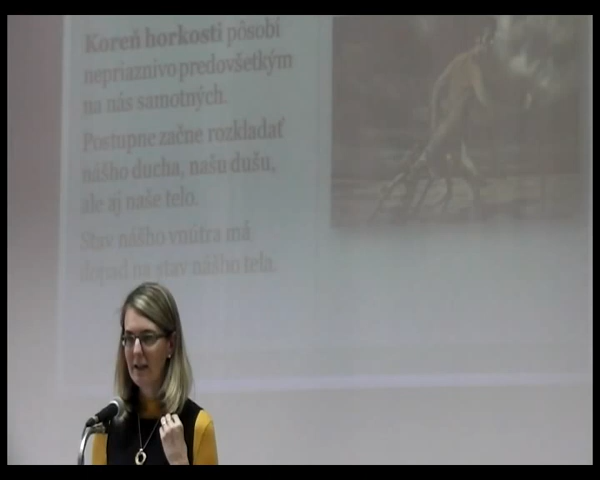 Koreň horkosti pôsobí
nepriaznivo predovšetkým
na nás samotných.
Postupne začne rozkladať
nášho ducha, našu dušu,
ale aj naše telo.
Stav nášho vnútra má
dopad na stav nášho tela.